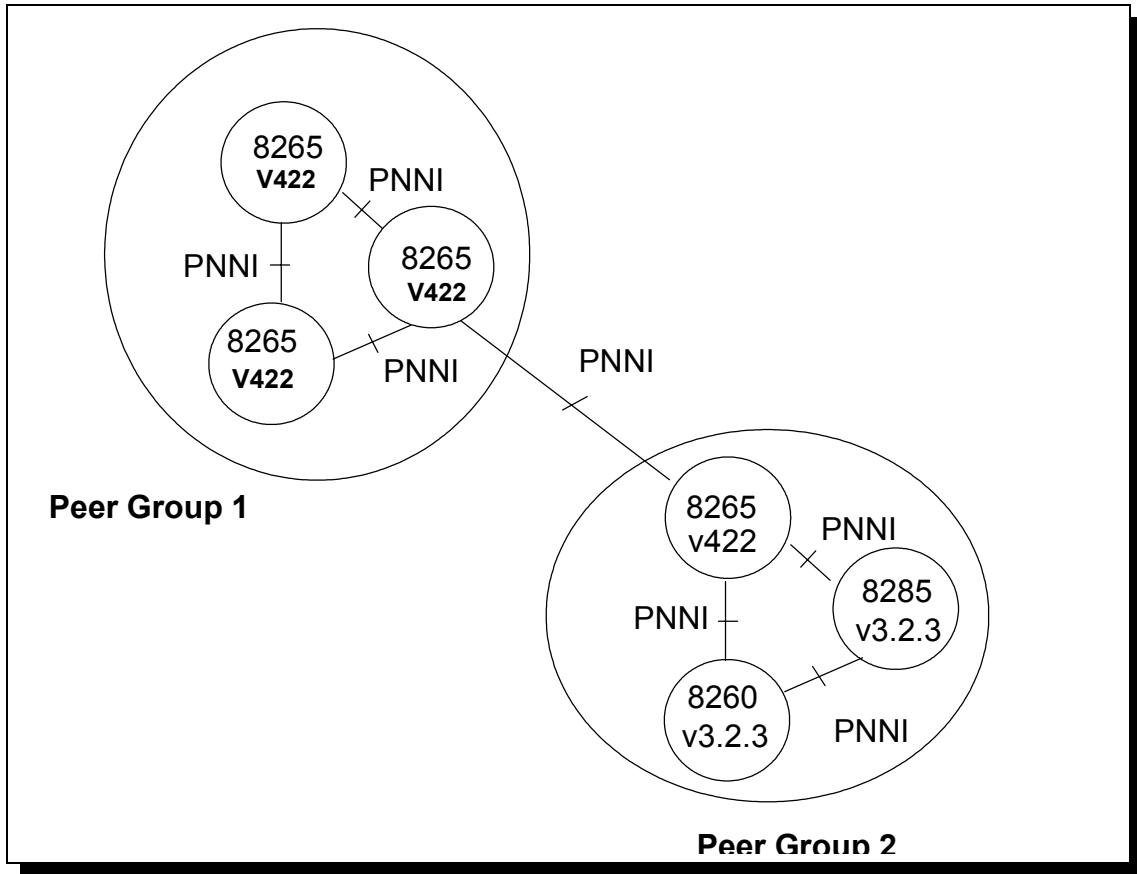 8265
V422
PNNI
8265
V422
PNNI
8265
V422
PNNI
PNNI
Peer Group 1
8265
v422
PNNI
8285
v3.2.3
PNNI
8260
v3.2.3
PNNI
Peer Group 2